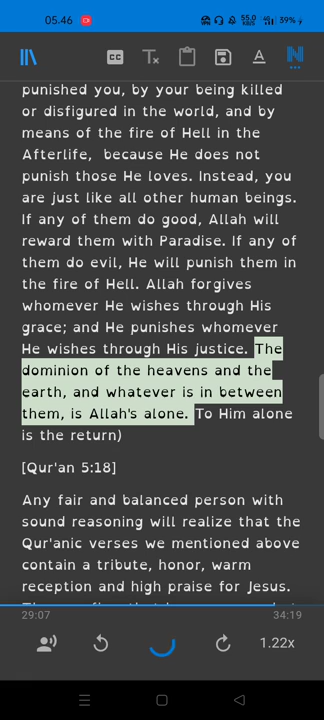 05.46
55.0
KB/S
4G
59%
CC
punished you, by your being killed
or disfigured in the world, and by
means of the fire of Hell in the
Afterlife,  because He does not
punish those He loves. Instead, you
are just like all other human beings.
If any of them do good, Allah will
reward them with Paradise. If any of
them do evil, He will punish them in
the fire of Hell. Allah forgives
whomever He wishes through His
grace; and He punishes whomever
He wishes through His justice. The
dominion of the heavens and the
earth, and whatever is in between
them, is Allah's alone. To Him alone
is the return)
[Qur'an 5:18]
Any fair and balanced person with
sound reasoning will realize that the
Qur'anic verses we mentioned above
contain a tribute, honor, warm
reception and high praise for Jesus.
29:07
34:19
1.22x